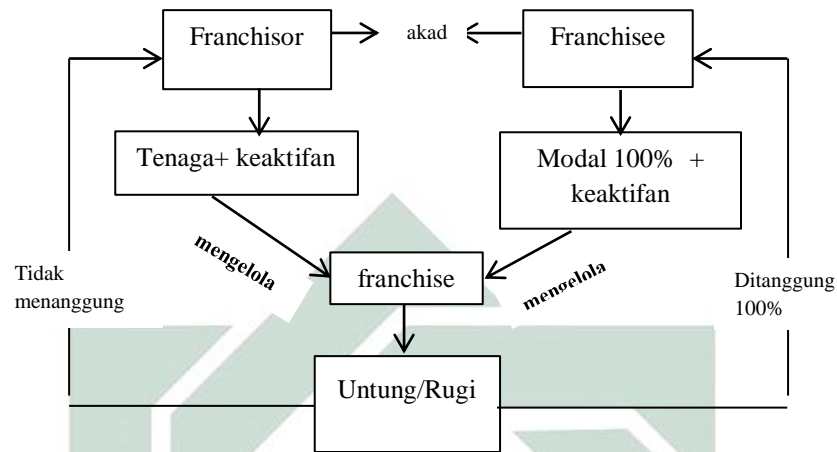 Franchisor
akad
Franchisee
Tenaga+ keaktifan
Modal 100% +
keaktifan
mengelola
franchise
mengelola
Tidak
menanggung
Ditanggung
100%
Untung/Rugi